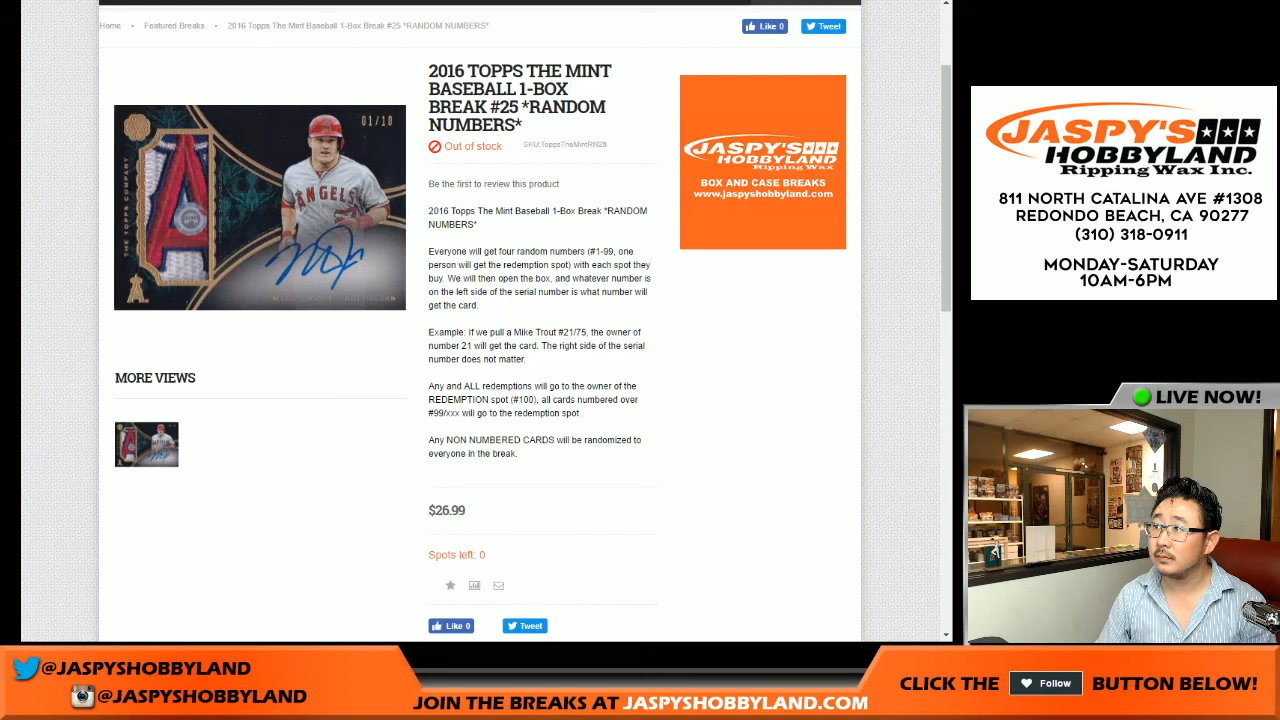 Home • Featured Breaks • 2016 Topps The Mint Baseball 1-Box Break #25 *RANDOM NUMBERS*
Like 0
Tweet
2016 TOPPS THE MINT
BASEBALL 1-BOX
BREAK #25 *RANDOM
NUMBERS*
Out of stock
SKU:ToppsTheMintRN25
Be the first to review this product
2016 Topps The Mint Baseball 1-Box Break *RANDOM
NUMBERS*
Everyone will get four random numbers (#1-99, one
person will get the redemption spot) with each spot they
buy. We will then open the box, and whatever number is
on the left side of the serial number is what number will
get the card.
Example: If we pull a Mike Trout #21/75, the owner of
number 21 will get the card. The right side of the serial
number does not matter.
Any and ALL redemptions will go to the owner of the
REDEMPTION spot (#100), all cards numbered over
#99/xxx will go to the redemption spot.
Any NON NUMBERED CARDS will be randomized to
everyone in the break.
$26.99
Spots left: 0
Like 0
Tweet
01/10
A
ANGELS
A
MORE VIEWS
JASPY'S
HOBBYLAND
Ripping Wax
BOX AND CASE BREAKS
www.jaspyshobbyland.com
JASPY'S
HOBBYLAND
Ripping Wax Inc.
811 NORTH CATALINA AVE #1308
REDONDO BEACH, CA 90277
(310) 318-0911
MONDAY-SATURDAY
10AM-6PM
LIVE NOW!
@JASPYSHOBBYLAND
@JASPYSHOBBYLAND
JOIN THE BREAKS AT JASPYSHOBBYLAND.COM
CLICK THE
Follow
BUTTON BELOW!